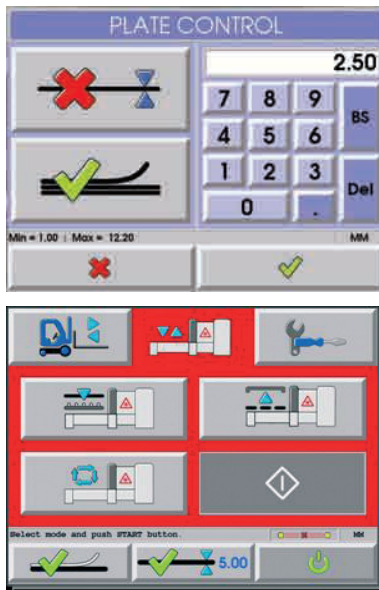 PLATE CONTROL
2.50
7 8 9 BS
4 5 6
1 2 3 Del
0 .
Min = 1.00 | Max = 12.20 MM
Select mode and push START button. MM
5.00